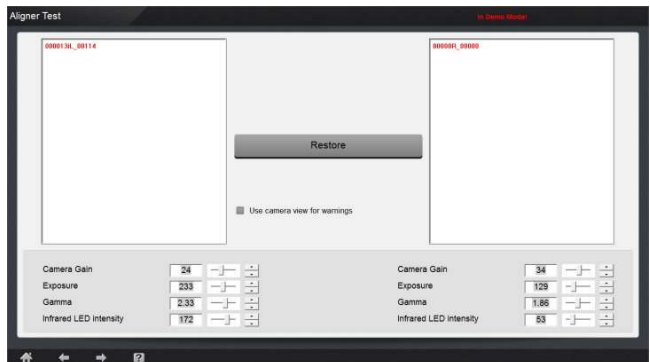 Aligner Test
In Demo Mode!
000013L_00114
00000R_00000
Restore
Use camera view for warnings
Camera Gain 24
Exposure 233
Gamma 2.33
Infrared LED intensity 172
Camera Gain 34
Exposure 129
Gamma 1.86
Infrared LED intensity 53